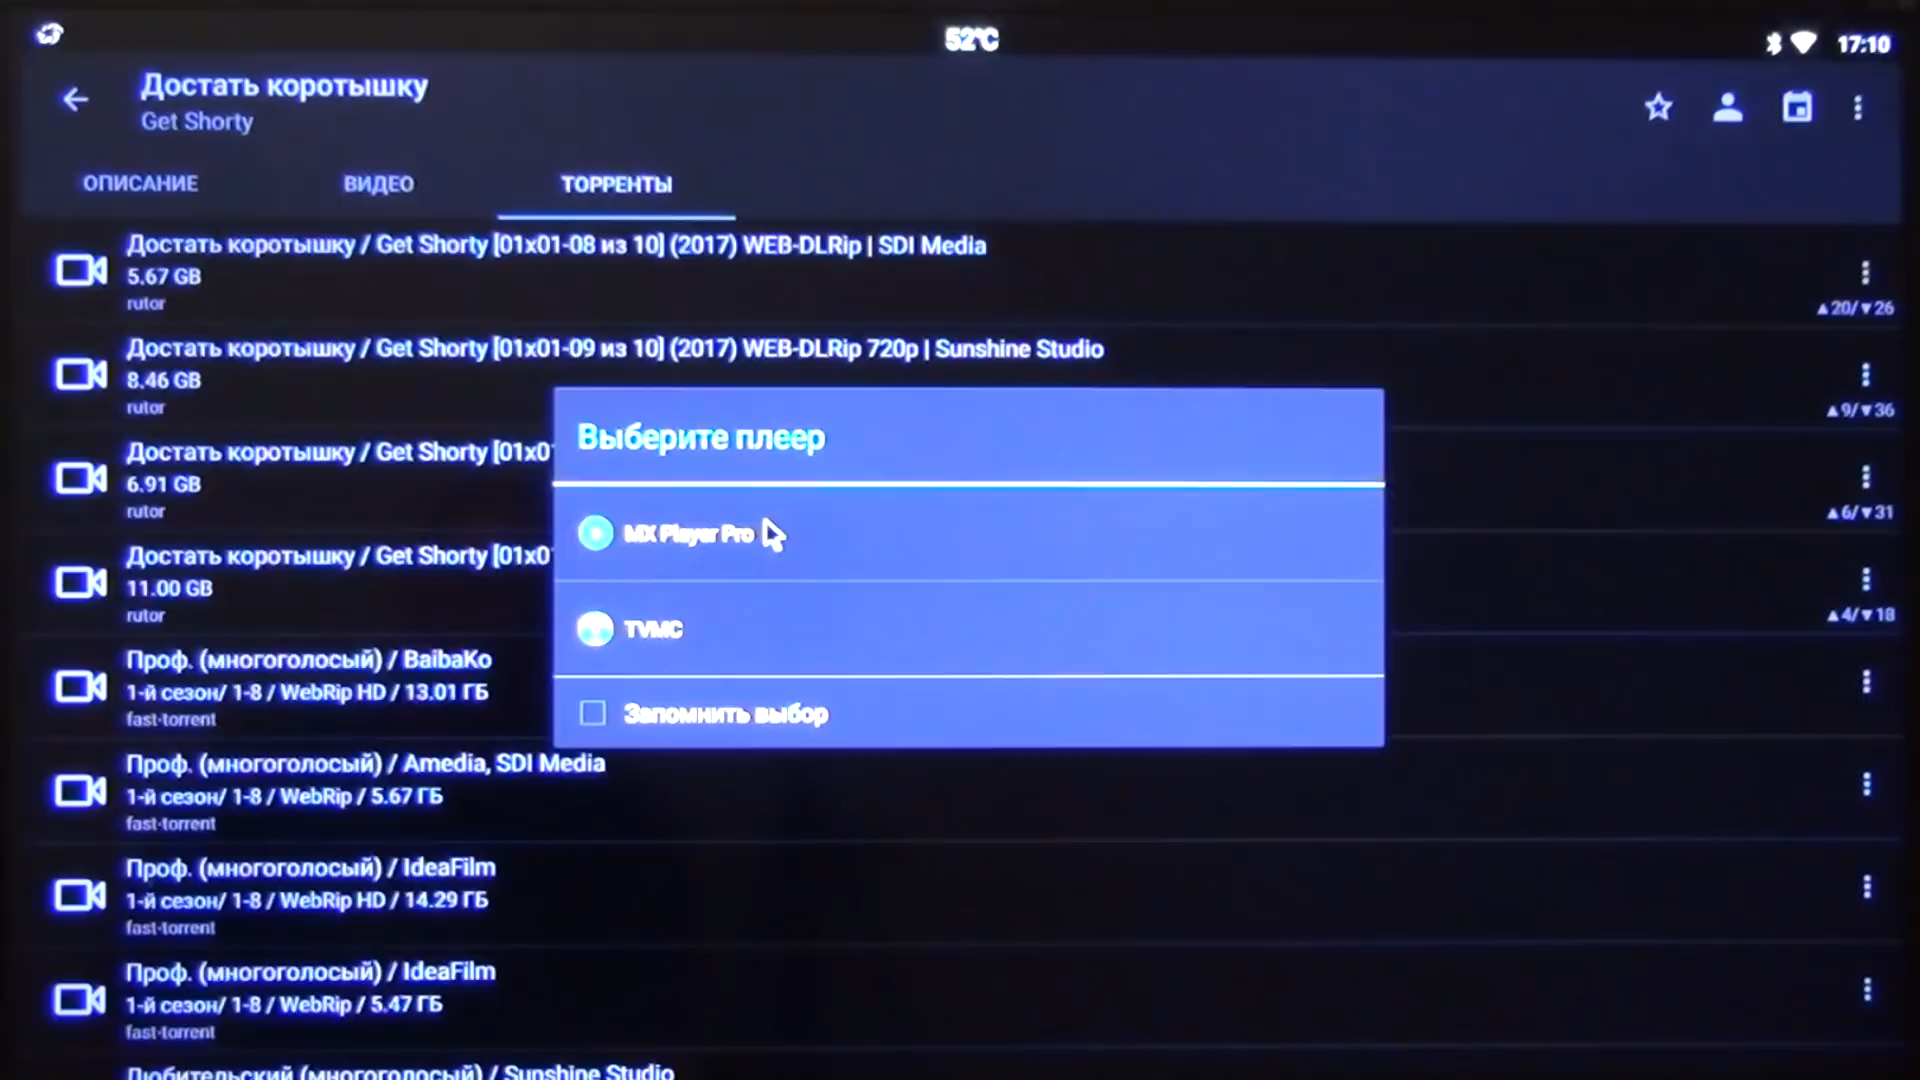 52°C
17:10
Достать коротышку
Get Shorty
ОПИСАНИЕ
ВИДЕО
ТОРРЕНТЫ
Достать коротышку / Get Shorty [01x01-08 из 10] (2017) WEB-DLRip | SDI Media
5.67 GB
rutor
▲20/▼26
Достать коротышку / Get Shorty [01x01-09 из 10] (2017) WEB-DLRip 720p | Sunshine Studio
8.46 GB
rutor
▲9/▼36
Достать коротышку / Get Shorty [01x0
6.91 GB
rutor
▲6/▼31
Достать коротышку / Get Shorty [01x0
11.00 GB
rutor
▲4/▼18
Выберите плеер
MX Player Pro
TVMC
Запомнить выбор
Проф. (многоголосый) / BaibaKo
1-й сезон/ 1-8 / WebRip HD / 13.01 ГБ
fast-torrent
Проф. (многоголосый) / Amedia, SDI Media
1-й сезон/ 1-8 / WebRip / 5.67 ГБ
fast-torrent
Проф. (многоголосый) / IdeaFilm
1-й сезон/ 1-8 / WebRip HD / 14.29 ГБ
fast-torrent
Проф. (многоголосый) / IdeaFilm
1-й сезон/ 1-8 / WebRip / 5.47 ГБ
fast-torrent
Любительский (многоголосый) / Sunshine Studio